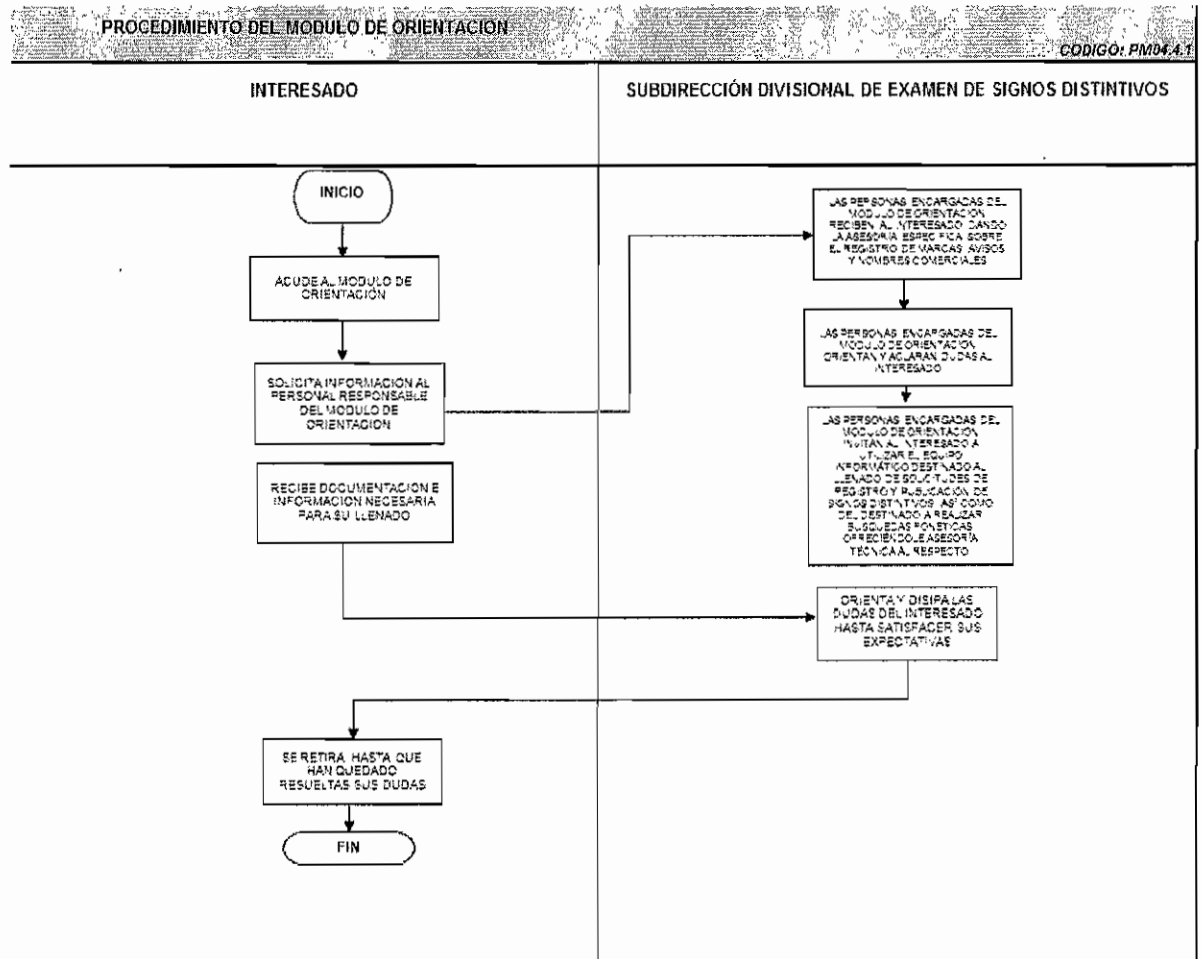 PROCEDIMIENTO DEL MODULO DE ORIENTACION
CODIGO: PM04.4.1
INTERESADO
SUBDIRECCIÓN DIVISIONAL DE EXAMEN DE SIGNOS DISTINTIVOS
INICIO
ACUDE AL MODULO DE
ORIENTACIÓN
SOLICITA INFORMACION AL
PERSONAL RESPONSABLE
DEL MODULO DE
ORIENTACION
RECIBE DOCUMENTACION E
INFORMACION NECESARIA
PARA SU LLENADO
LAS PERSONAS ENCARGADAS DEL
MODULO DE ORIENTACION
RECIBEN AL INTERESADO DANDO
LA ASESORÍA ESPECIFICA SOBRE
EL REGISTRO DE MARCAS, AVISOS
Y NOMBRES COMERCIALES
LAS PERSONAS ENCARGADAS DEL
MODULO DE ORIENTACION
ORIENTAN Y ACLARAN DUDAS AL
INTERESADO
LAS PERSONAS ENCARGADAS DEL
MODULO DE ORIENTACION
INVITAN AL INTERESADO A
UTILIZAR EL EQUIPO
INFORMÁTICO DESTINADO AL
LLENADO DE SOLICITUDES DE
REGISTRO Y PUBLICACIÓN DE
SIGNOS DISTINTIVOS, ASÍ COMO
DEL DESTINADO A REALIZAR
BUSQUEDAS FONETICAS
OFRECIÉNDOLE ASESORÍA
TÉCNICA AL RESPECTO
ORIENTA Y DISIPA LAS
DUDAS DEL INTERESADO
HASTA SATISFACER SUS
EXPECTATIVAS
SE RETIRA HASTA QUE
HAN QUEDADO
RESUELTAS SUS DUDAS
FIN